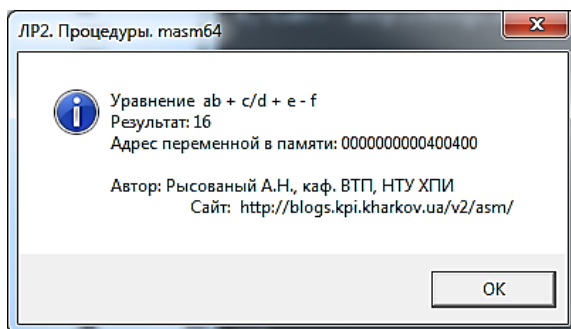 ЛР2. Процедуры. masm64
Уравнение ab + c/d + e - f
Результат: 16
Адрес переменной в памяти: 0000000000400400
Автор: Рысованый А.Н., каф. ВТП, НТУ ХПИ
Сайт: http://blogs.kpi.kharkov.ua/v2/asm/
OK